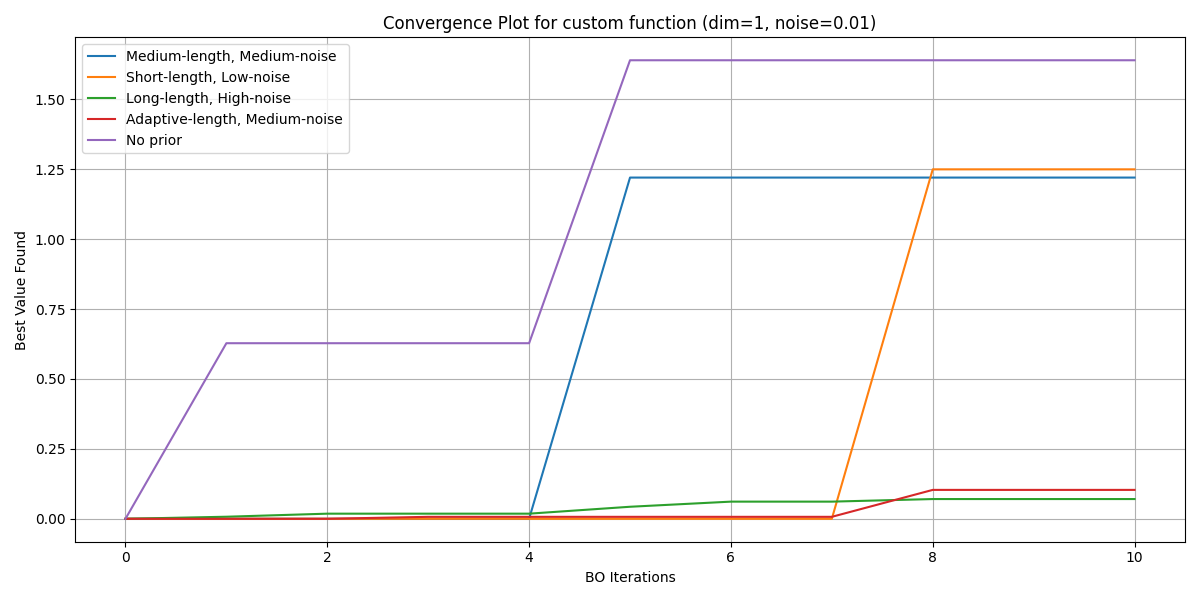 Convergence Plot for custom function (dim=1, noise=0.01)
Medium-length, Medium-noise
Short-length, Low-noise
Long-length, High-noise
Adaptive-length, Medium-noise
No prior
Best Value Found
1.50
1.25
1.00
0.75
0.50
0.25
0.00
0 2 4 6 8 10
BO Iterations